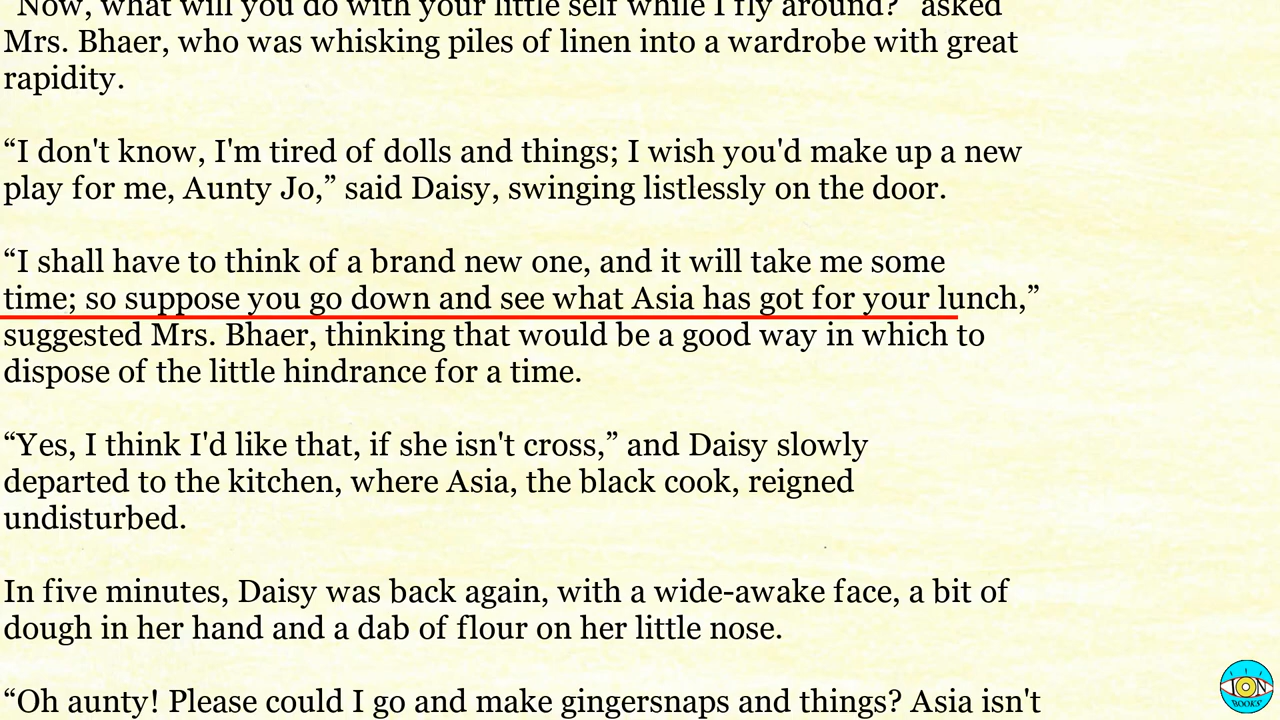 “Now, what will you do with your little self while I fly around?” asked
Mrs. Bhaer, who was whisking piles of linen into a wardrobe with great
rapidity.
“I don't know, I'm tired of dolls and things; I wish you'd make up a new
play for me, Aunty Jo,” said Daisy, swinging listlessly on the door.
“I shall have to think of a brand new one, and it will take me some
time; so suppose you go down and see what Asia has got for your lunch,”
suggested Mrs. Bhaer, thinking that would be a good way in which to
dispose of the little hindrance for a time.
“Yes, I think I'd like that, if she isn't cross,” and Daisy slowly
departed to the kitchen, where Asia, the black cook, reigned
undisturbed.
In five minutes, Daisy was back again, with a wide-awake face, a bit of
dough in her hand and a dab of flour on her little nose.
“Oh aunty! Please could I go and make gingersnaps and things? Asia isn't
ION
BOOKS